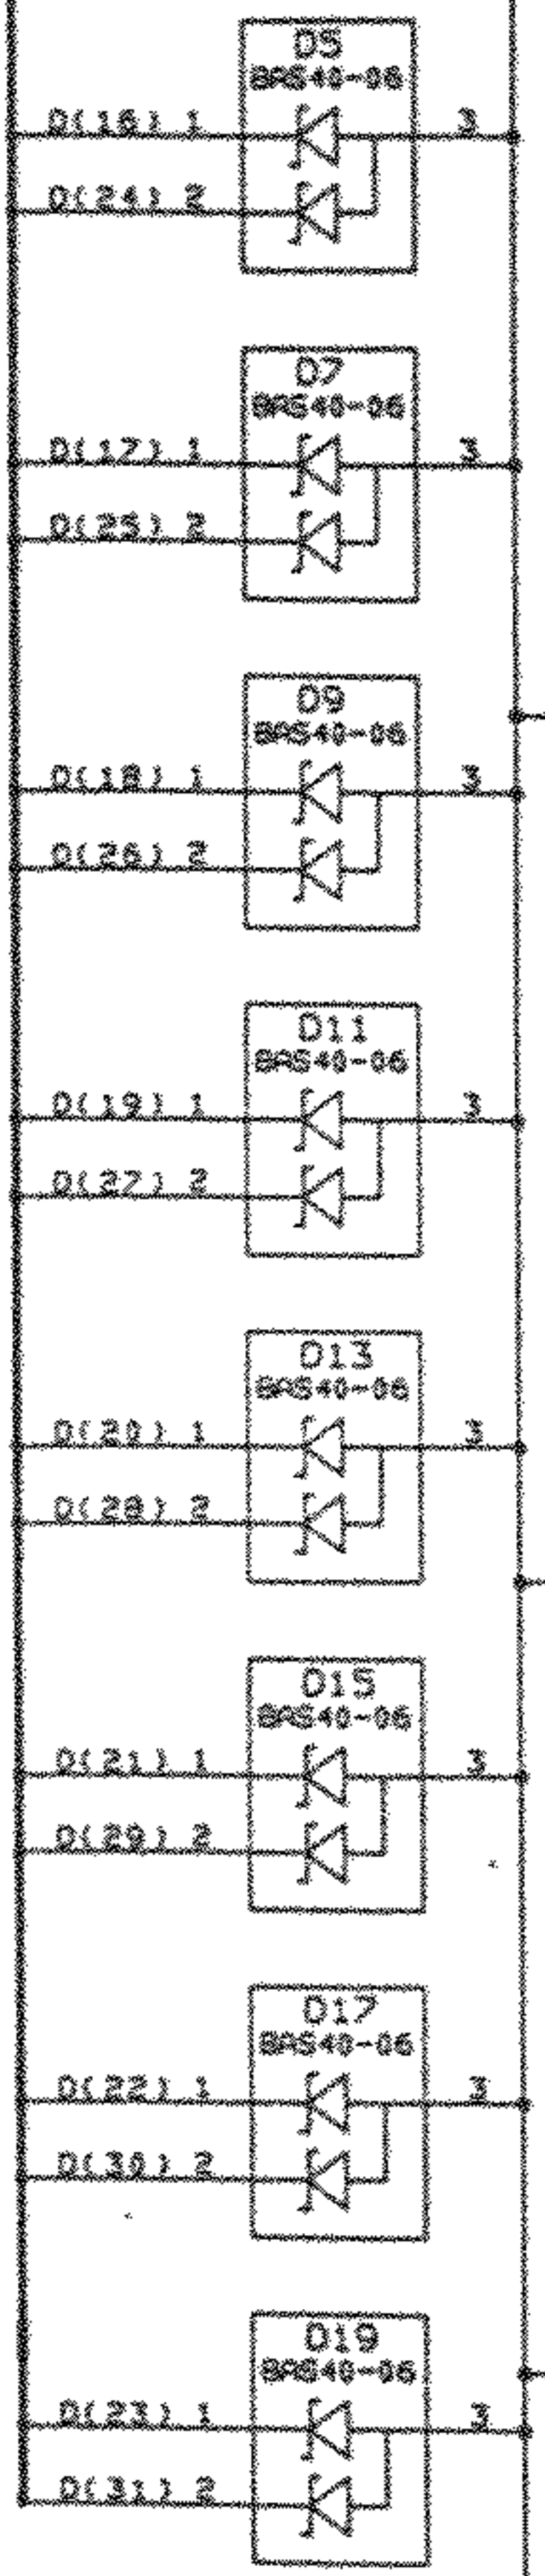 D5
BAS40-06
D(16) 1 3
D(24) 2
D7
BAS40-06
D(17) 1 3
D(25) 2
D9
BAS40-06
D(18) 1 3
D(26) 2
D11
BAS40-06
D(19) 1 3
D(27) 2
D13
BAS40-06
D(20) 1 3
D(28) 2
D15
BAS40-06
D(21) 1 3
D(29) 2
D17
BAS40-06
D(22) 1 3
D(30) 2
D19
BAS40-06
D(23) 1 3
D(31) 2